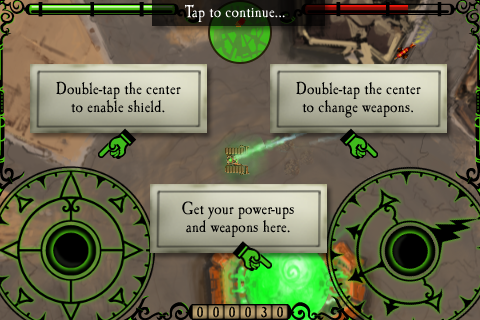 Tap to continue...
Double-tap the center
to enable shield.
Double-tap the center
to change weapons.
Get your power-ups
and weapons here.
000030